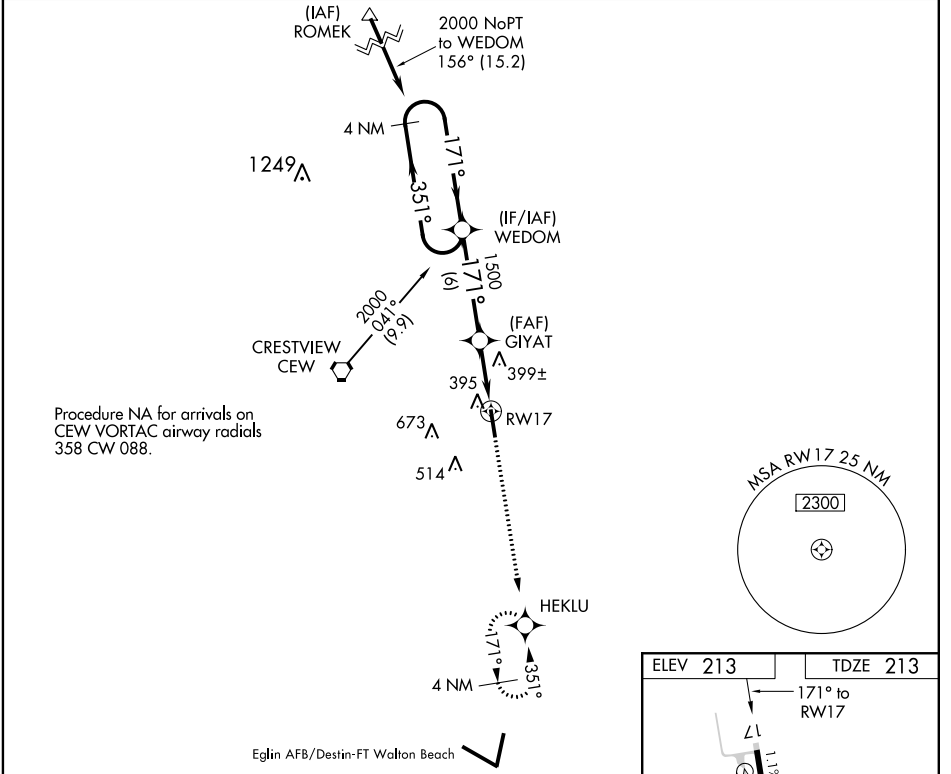 (IAF)
ROMEK
2000 NoPT
to WEDOM
156° (15.2)
4 NM
171°
351°
1249
(IF/IAF)
WEDOM
1500
171°
(6)
2000
041°
(9.9)
CRESTVIEW
CEW
(FAF)
GIYAT
399±
395
RW17
673
514
Procedure NA for arrivals on
CEW VORTAC airway radials
358 CW 088.
MSA RW17 25 NM
2300
HEKLU
171°
351°
4 NM
Eglin AFB/Destin-FT Walton Beach
ELEV 213
TDZE 213
171° to
RW17
17